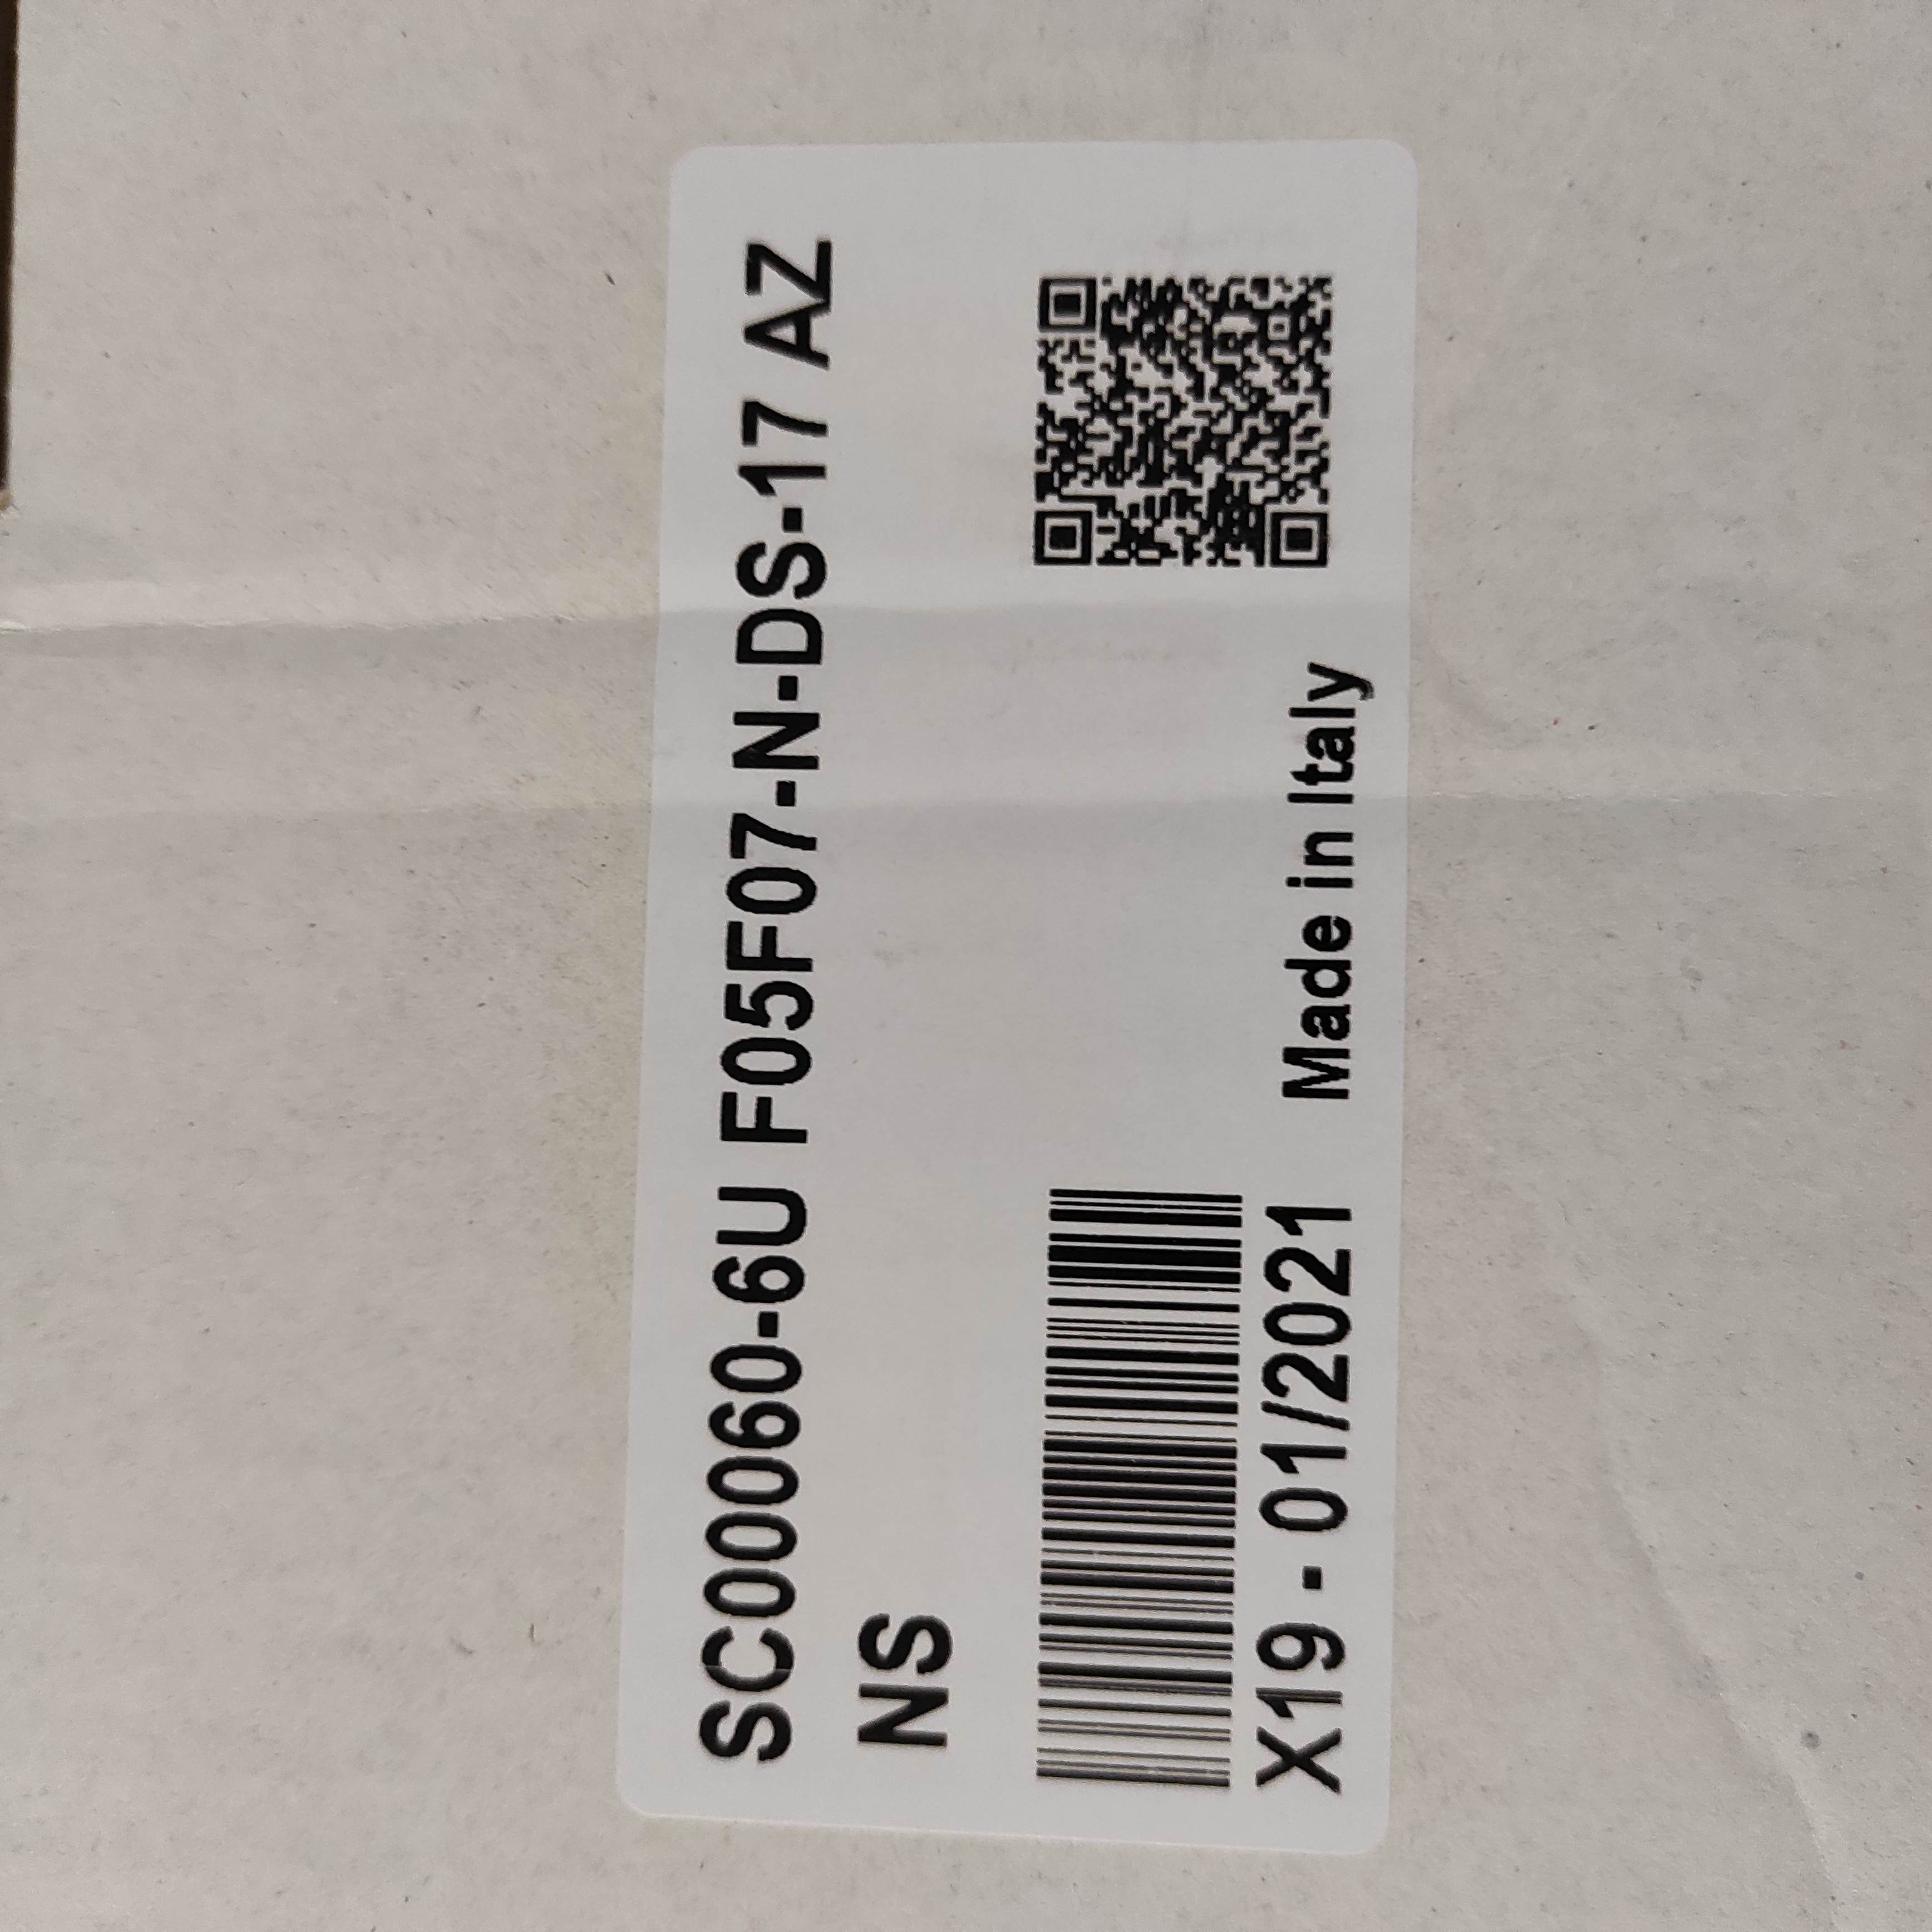 SC00060-6U F05F07-N-DS-17 AZ
NS
X19 - 01/2021 Made in Italy